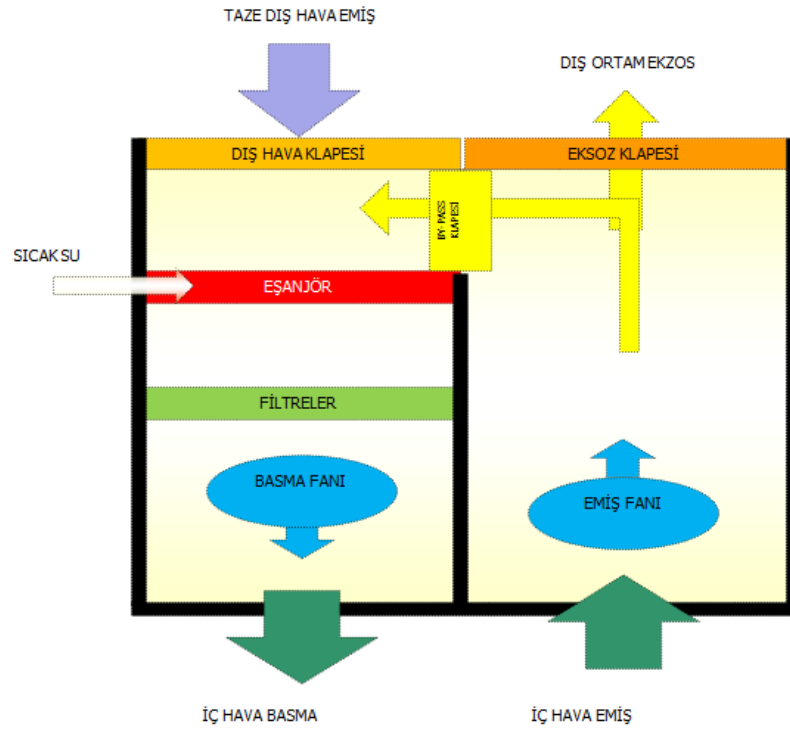 TAZE DIŞ HAVA EMİŞ
DIŞ ORTAM EKZOS
DIŞ HAVA KLAPESİ
EKSOZ KLAPESİ
BY-PASS
KLAPESİ
SICAK SU
EŞANJÖR
FİLTRELER
BASMA FANI
EMİŞ FANI
İÇ HAVA BASMA
İÇ HAVA EMİŞ